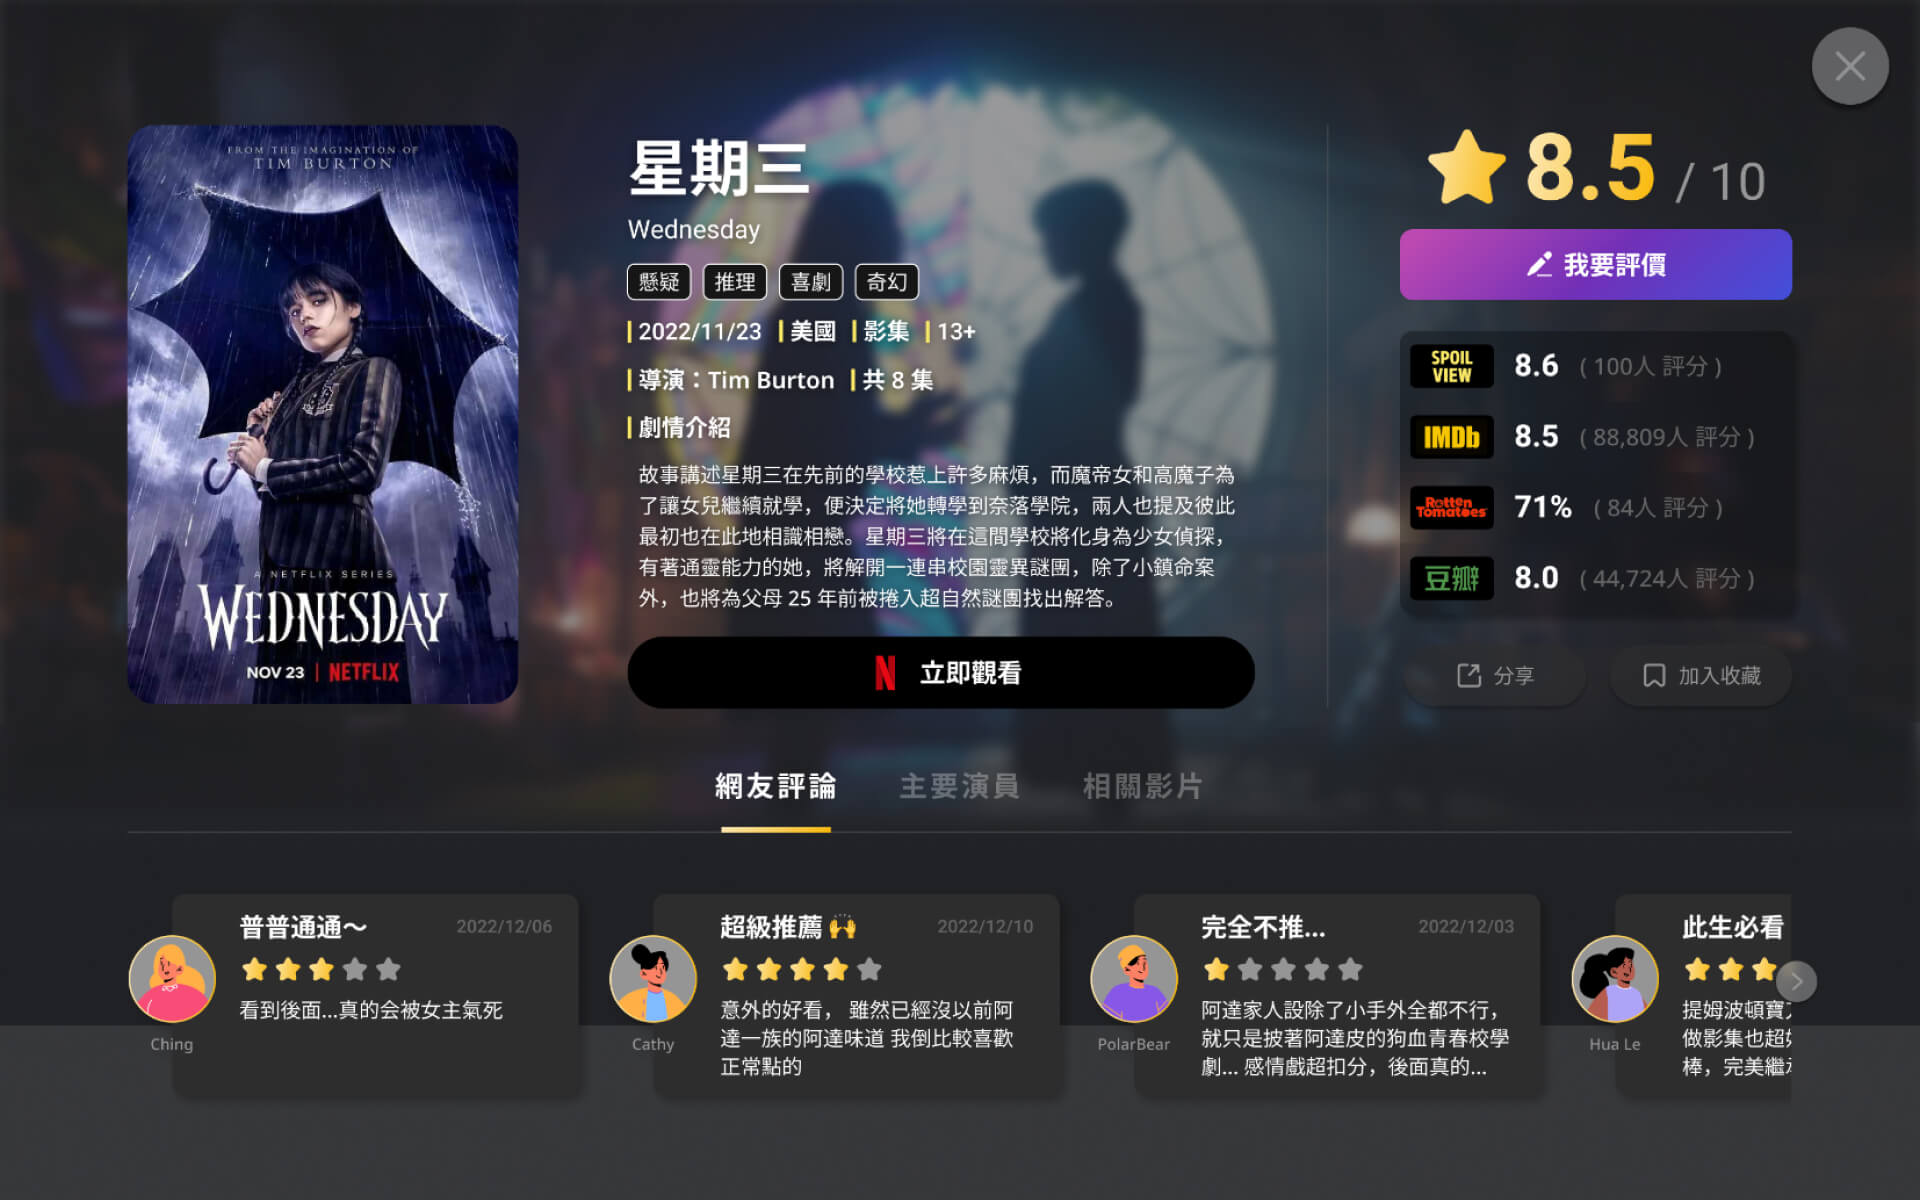 FROM THE IMAGINATION OF
TIM BURTON
A NETFLIX SERIES
WEDNESDAY
NOV 23 | NETFLIX
星期三
Wednesday
懸疑 推理 喜劇 奇幻
2022/11/23 美國 影集 13+
導演：Tim Burton 共 8 集
劇情介紹
故事講述星期三在先前的學校惹上許多麻煩，而魔帝女和高魔子為
了讓女兒繼續就學，便決定將她轉學到奈落學院，兩人也提及彼此
最初也在此地相識相戀。星期三將在這間學校將化身為少女偵探，
有著通靈能力的她，將解開一連串校園靈異謎團，除了小鎮命案
外，也將為父母 25 年前被捲入超自然謎團找出解答。
N 立即觀看
8.5 / 10
我要評價
SPOIL
VIEW
8.6 ( 100人 評分 )
IMDb 8.5 ( 88,809人 評分 )
Rotten
Tomatoes
71% ( 84人 評分 )
豆瓣 8.0 ( 44,724人 評分 )
分享 加入收藏
網友評論 主要演員 相關影片
普普通通～ 2022/12/06
看到後面...真的会被女主氣死
Ching
超級推薦🙌 2022/12/10
意外的好看， 雖然已經沒以前阿
達一族的阿達味道 我倒比較喜歡
正常點的
Cathy
完全不推... 2022/12/03
阿達家人設除了小手外全都不行，
就只是披著阿達皮的狗血青春校學
劇... 感情戲超扣分，後面真的...
PolarBear
此生必看
提姆波頓寶
做影集也超
棒，完美繼
Hua Le